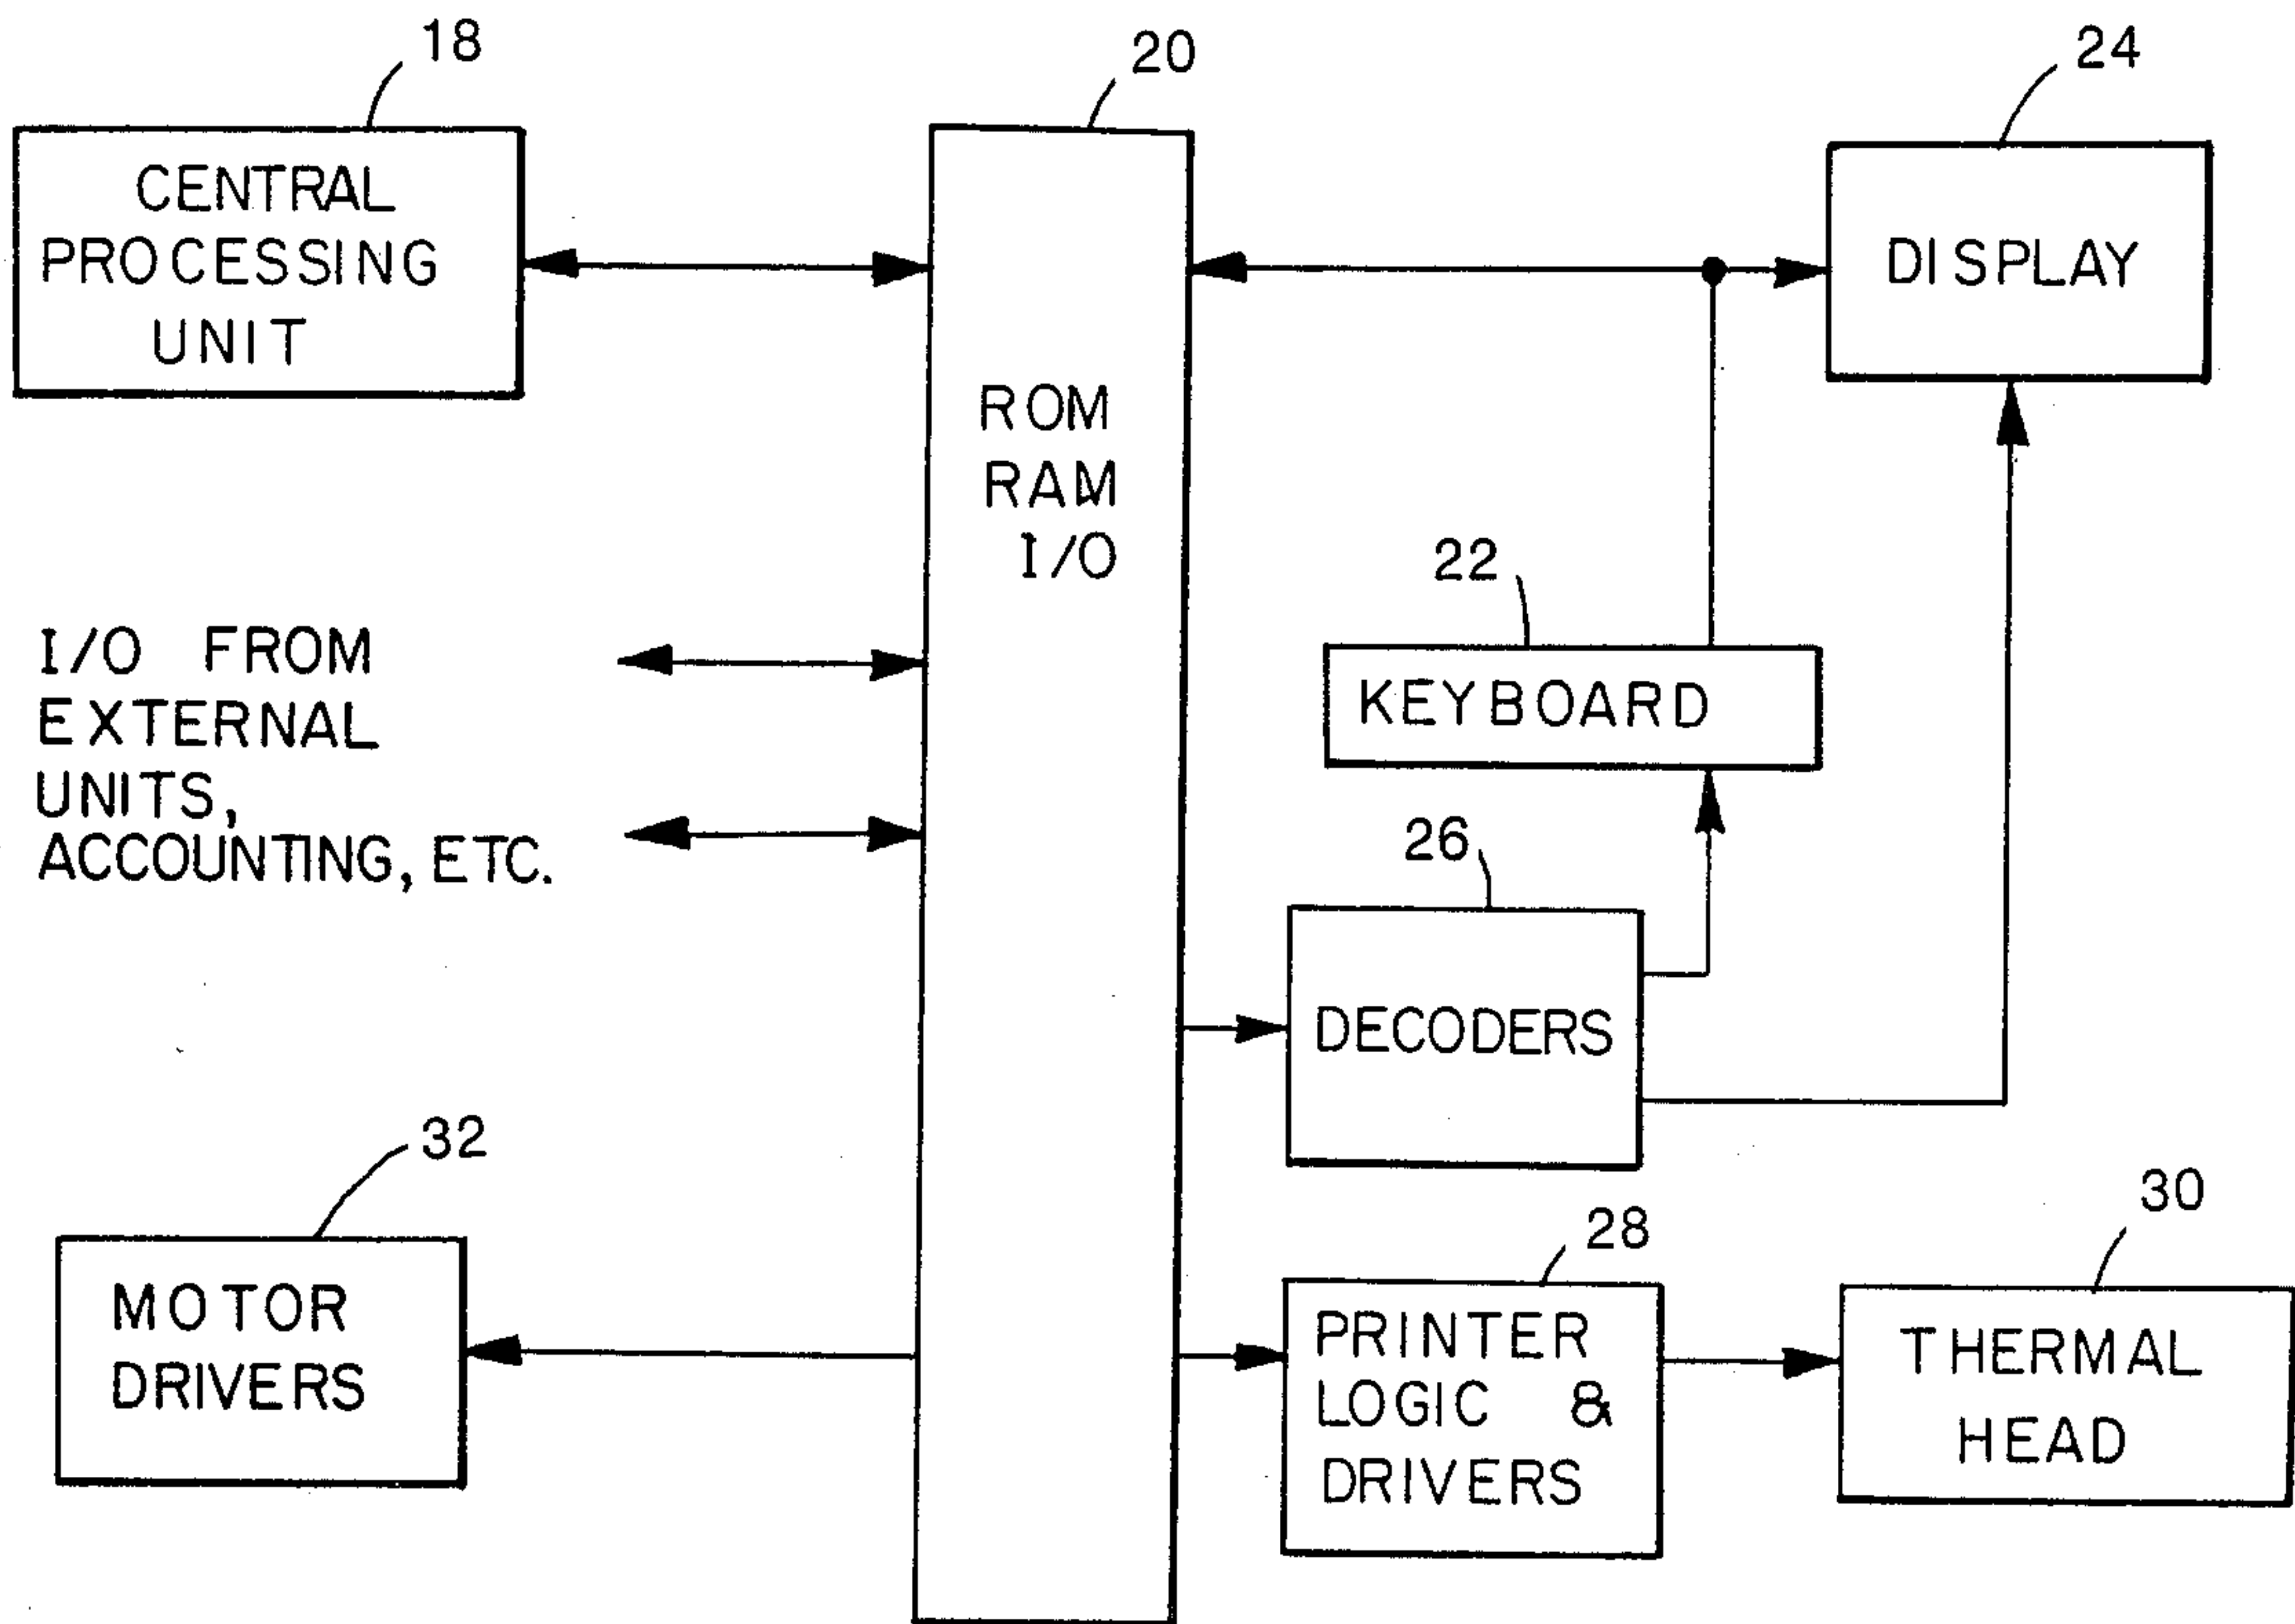 18
20
24
CENTRAL
PROCESSING
UNIT
DISPLAY
ROM
RAM
I/O
22
KEYBOARD
I/O FROM
EXTERNAL
UNITS,
ACCOUNTING, ETC.
26
DECODERS
32
MOTOR
DRIVERS
28
PRINTER
LOGIC &
DRIVERS
30
THERMAL
HEAD